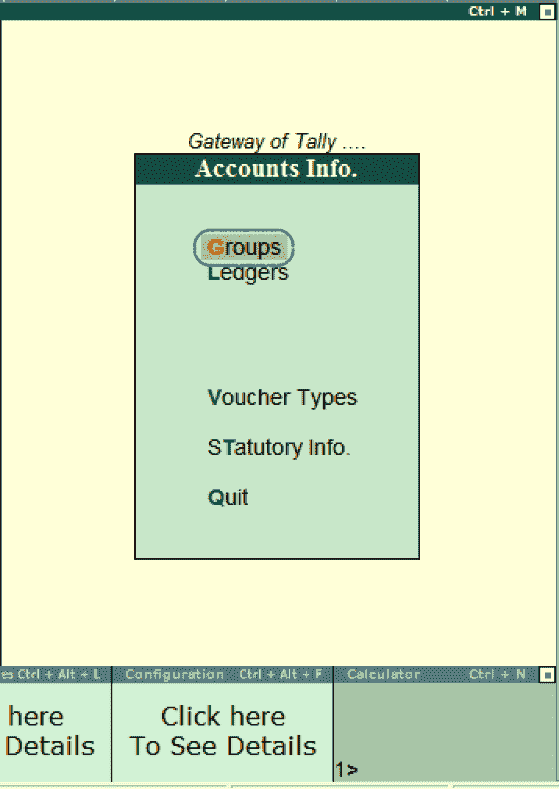 Ctrl + M
Gateway of Tally ....
Accounts Info.
Groups
Ledgers
Voucher Types
STatutory Info.
Quit
es Ctrl + Alt + L
Configuration Ctrl + Alt + F
Calculator Ctrl + N
here
Details
Click here
To See Details
1>